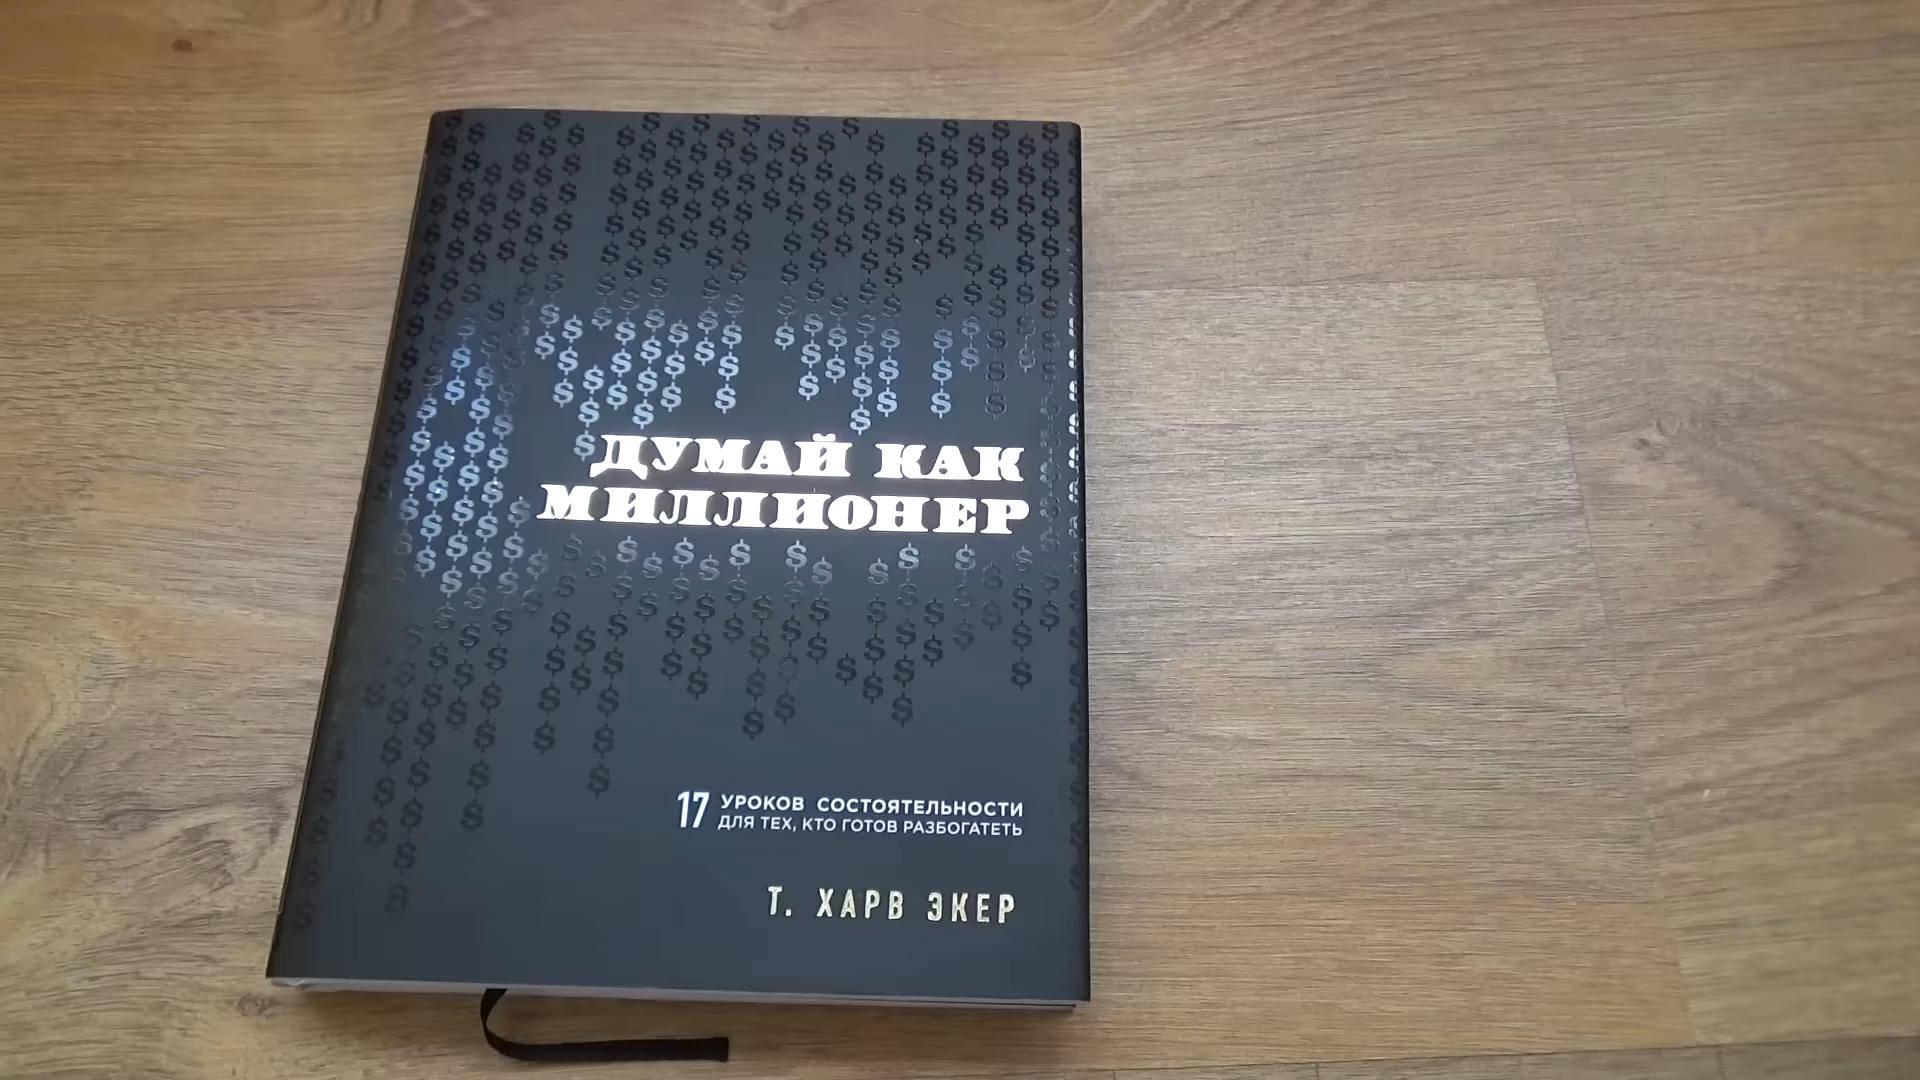 ДУМАЙ КАК
МИЛЛИОНЕР
17 УРОКОВ СОСТОЯТЕЛЬНОСТИ
ДЛЯ ТЕХ, КТО ГОТОВ РАЗБОГАТЕТЬ
Т. ХАРВ ЭКЕР